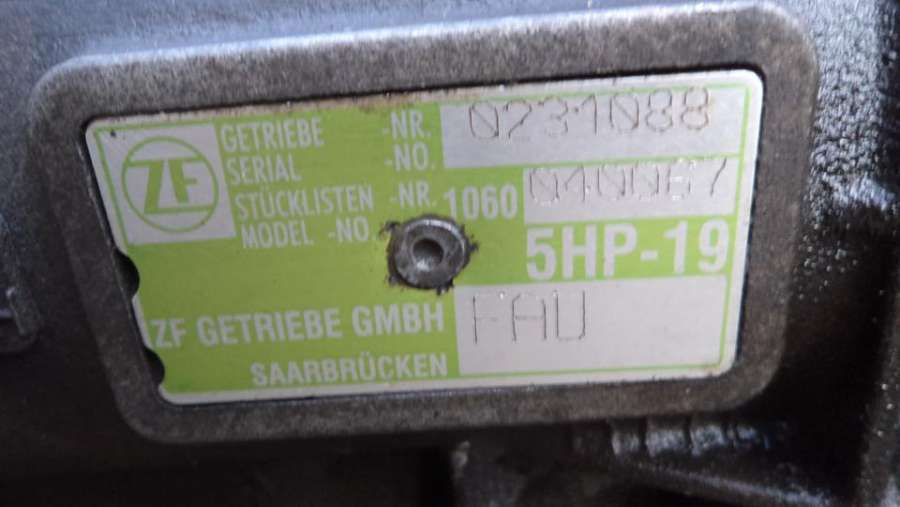 ZF
GETRIEBE -NR. 0231088
SERIAL -NO.
STÜCKLISTEN -NR. 1060 040067
MODEL -NO
5HP-19
ZF GETRIEBE GMBH FAU
SAARBRÜCKEN